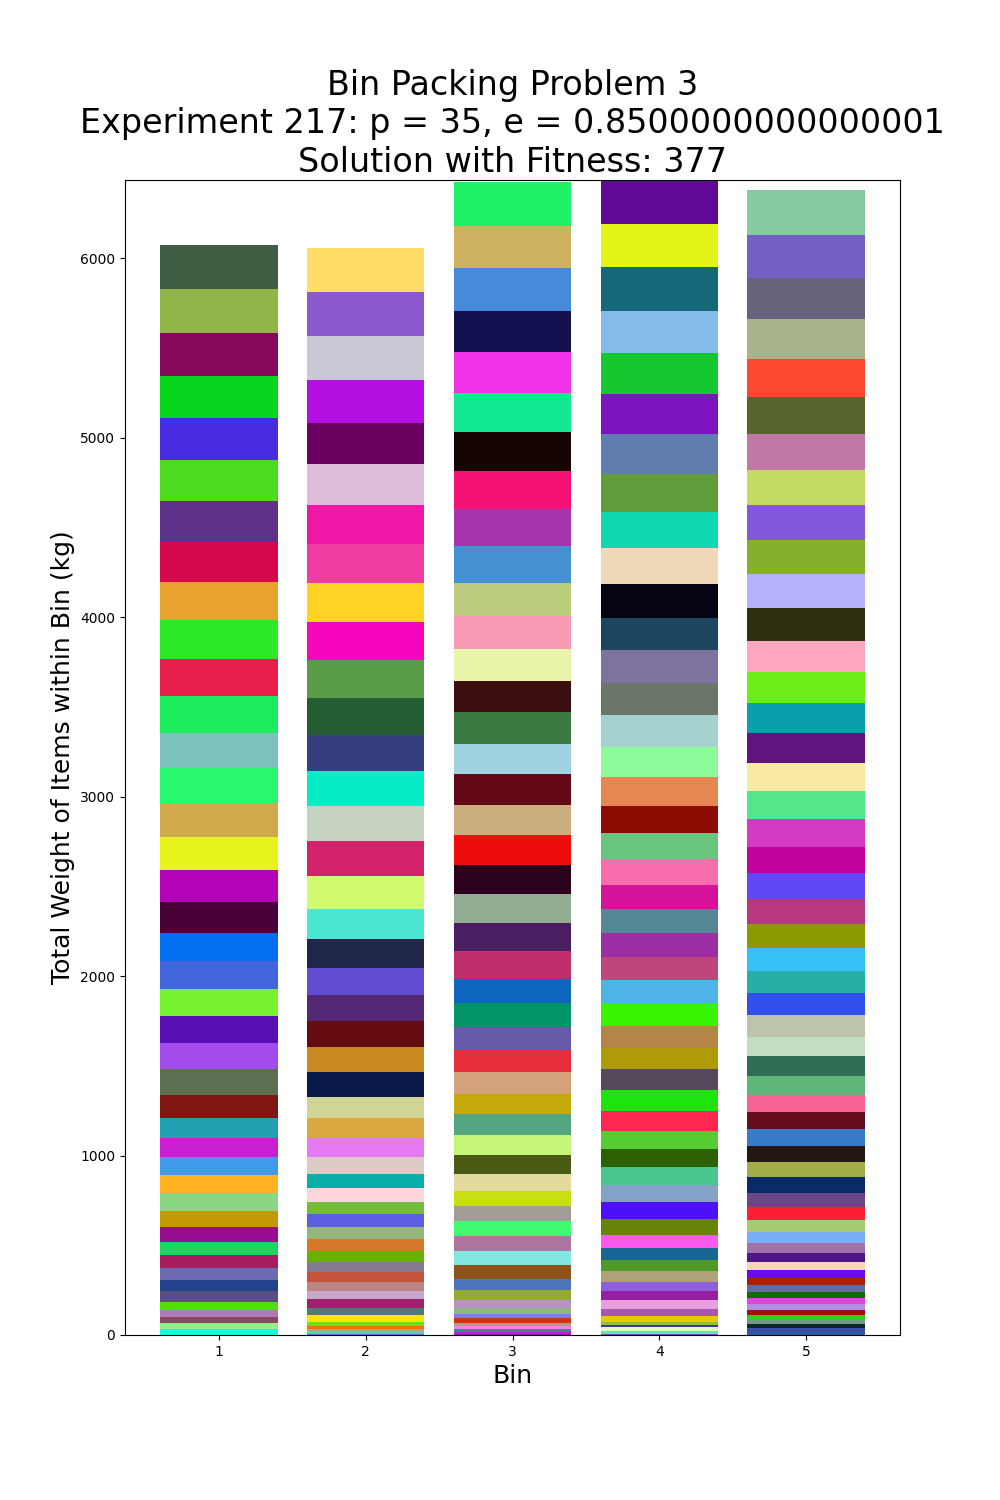 Bin Packing Problem 3
Experiment 217: p = 35, e = 0.8500000000000001
Solution with Fitness: 377
Total Weight of Items within Bin (kg)
6000
5000
4000
3000
2000
1000
0
1 2 3 4 5
Bin